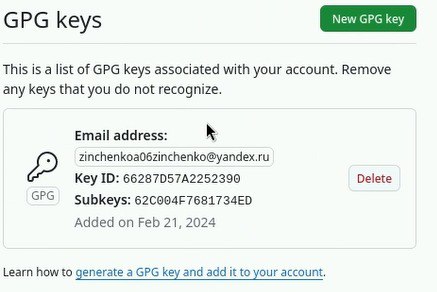 GPG keys
New GPG key
This is a list of GPG keys associated with your account. Remove
any keys that you do not recognize.
Email address:
zinchenkoa06zinchenko@yandex.ru
Key ID: 66287D57A2252390
GPG
Delete
Subkeys: 62C004F7681734ED
Added on Feb 21, 2024
Learn how to generate a GPG key and add it to your account.